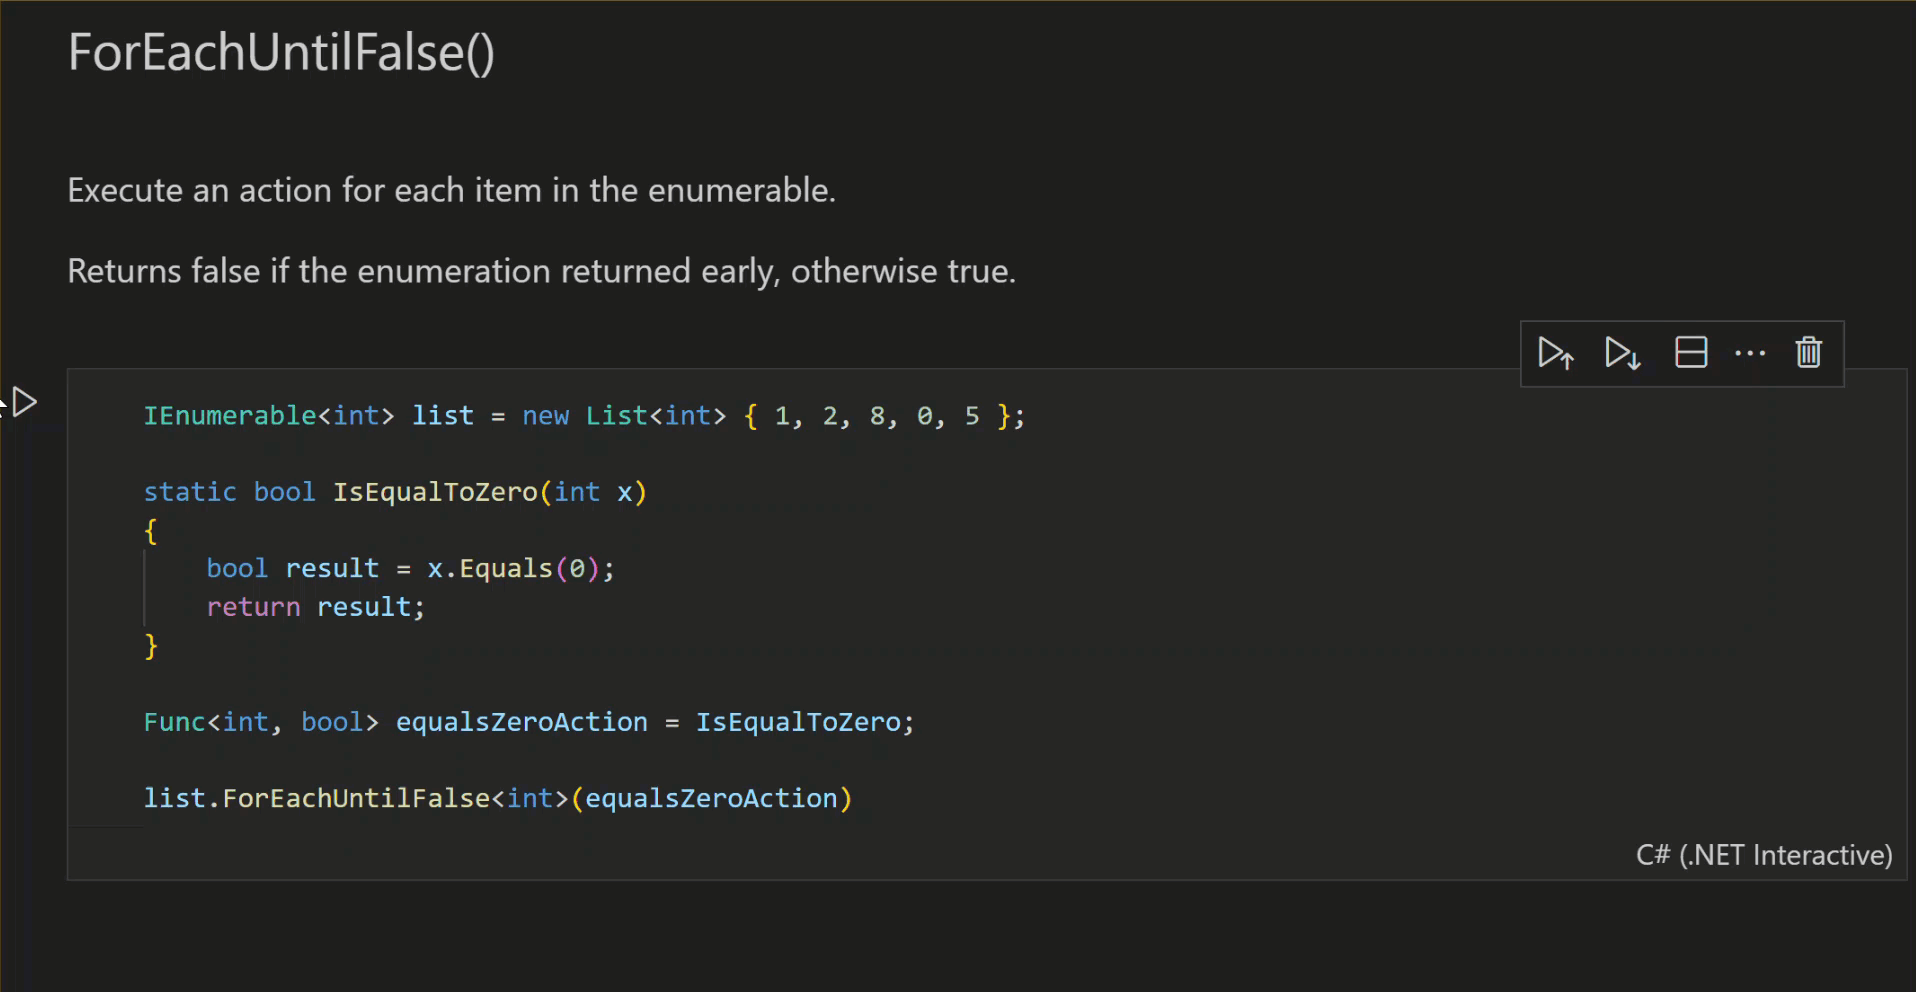 ForEachUntilFalse()
Execute an action for each item in the enumerable.
Returns false if the enumeration returned early, otherwise true.
IEnumerable<int> list = new List<int> { 1, 2, 8, 0, 5 };
static bool IsEqualToZero(int x)
{
    bool result = x.Equals(0);
    return result;
}
Func<int, bool> equalsZeroAction = IsEqualToZero;
list.ForEachUntilFalse<int>(equalsZeroAction)
C# (.NET Interactive)